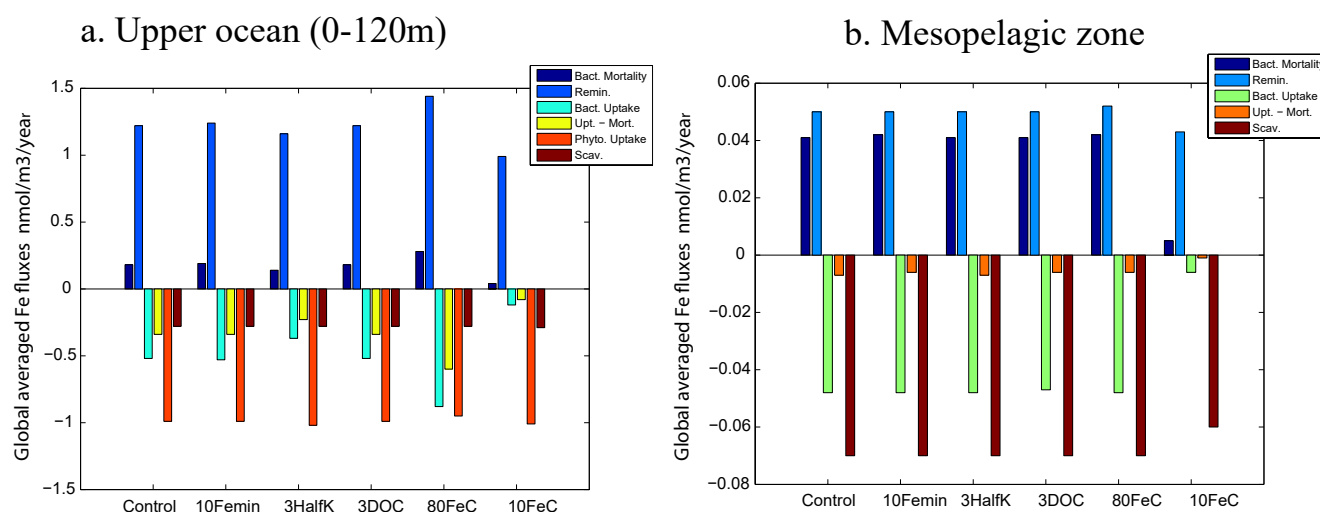 a. Upper ocean (0-120m)
Global averaged Fe fluxes nmol/m3/year
1.5
1
0.5
0
−0.5
−1
−1.5
Bact. Mortality
Remin.
Bact. Uptake
Upt. − Mort.
Phyto. Uptake
Scav.
Control 10Femin 3HalfK 3DOC 80FeC 10FeC
b. Mesopelagic zone
Global averaged Fe fluxes nmol/m3/year
0.06
0.04
0.02
0
−0.02
−0.04
−0.06
−0.08
Bact. Mortality
Remin.
Bact. Uptake
Upt. − Mort.
Scav.
Control 10Femin 3HalfK 3DOC 80FeC 10FeC